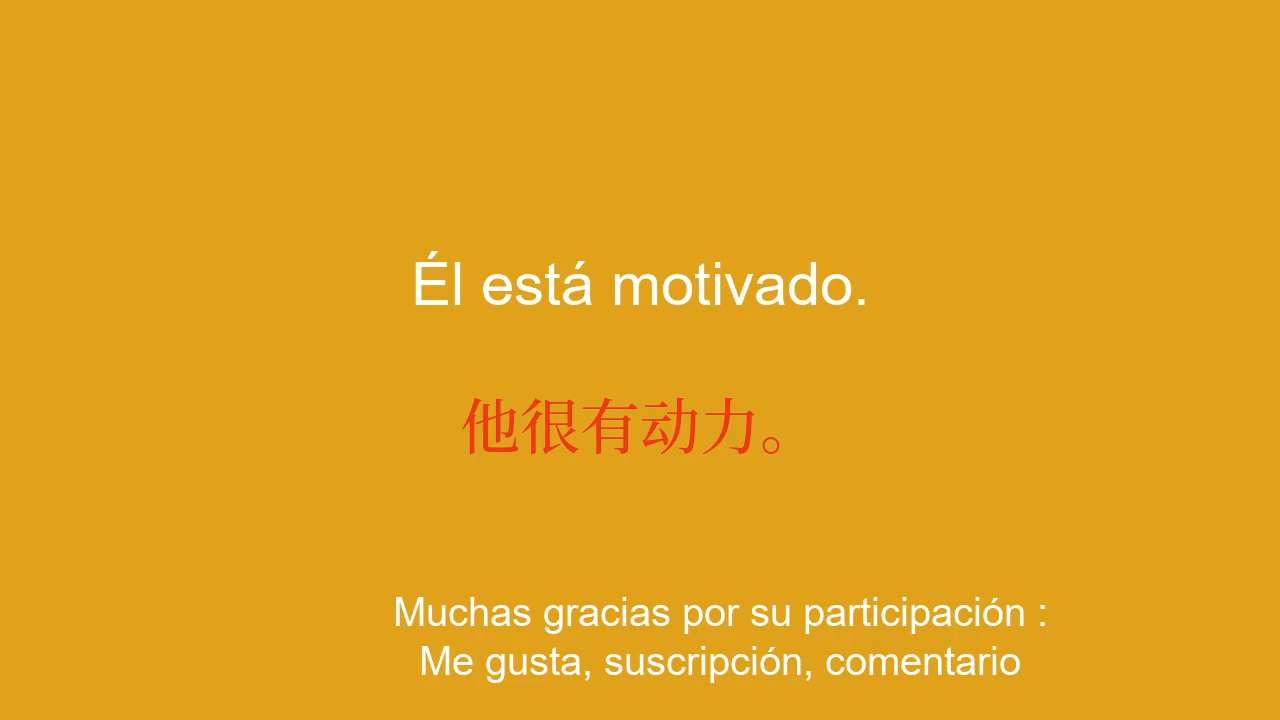 Él está motivado.
他很有动力。
Muchas gracias por su participación :
Me gusta, suscripción, comentario